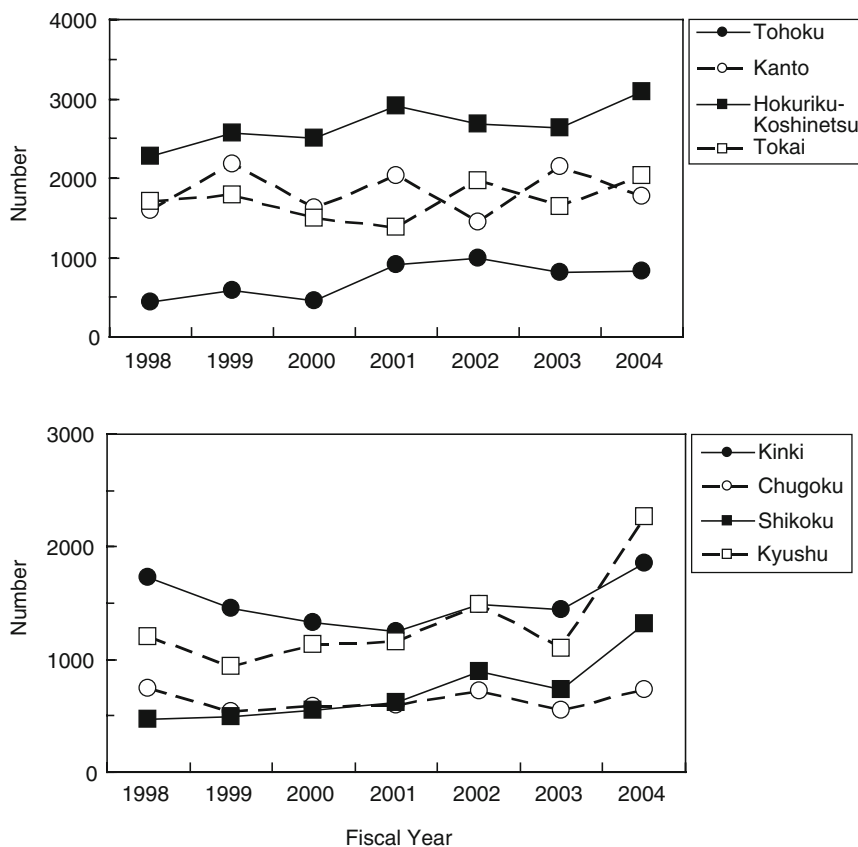 4000
3000
2000
1000
0
Number
1998 1999 2000 2001 2002 2003 2004
Tohoku
Kanto
Hokuriku-
Koshinetsu
Tokai
3000
2000
1000
0
Number
1998 1999 2000 2001 2002 2003 2004
Fiscal Year
Kinki
Chugoku
Shikoku
Kyushu